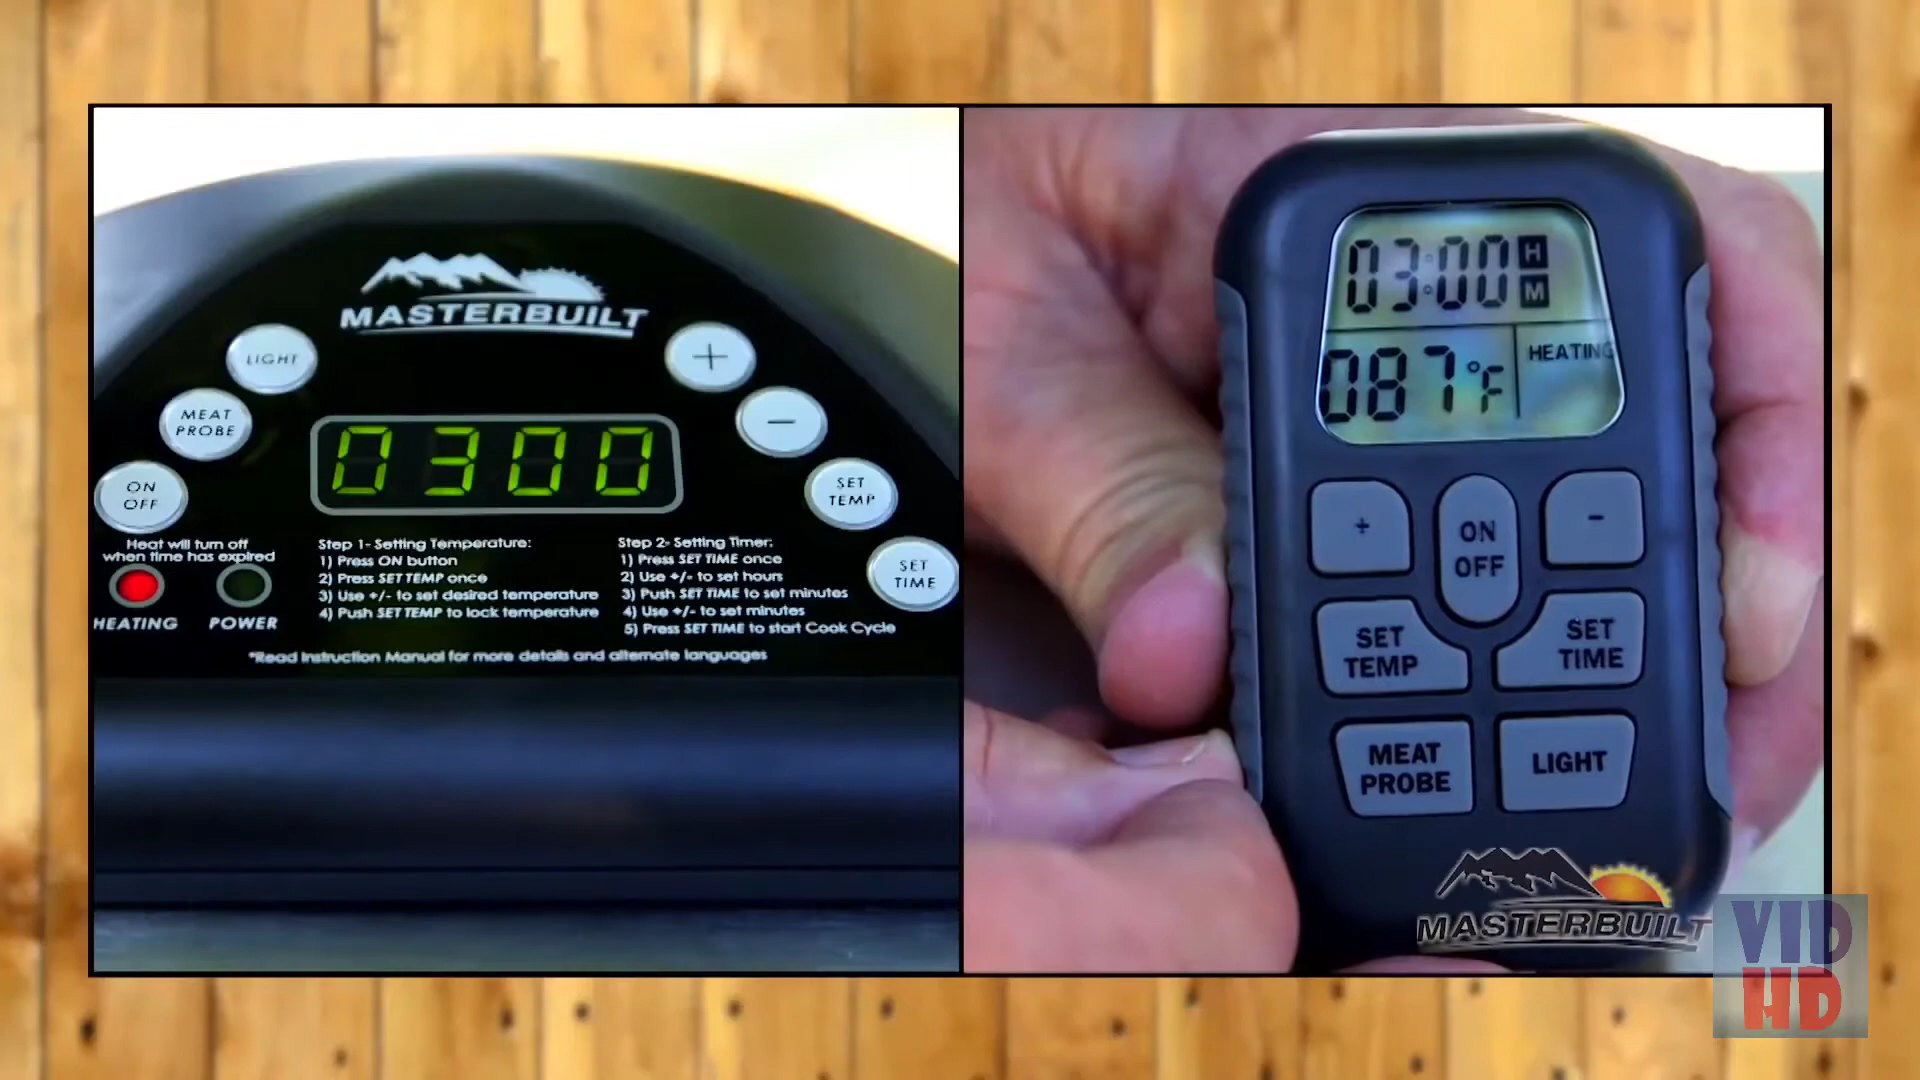 MASTERBUILT
LIGHT
MEAT
PROBE
ON
OFF
+
−
SET
TEMP
SET
TIME
0300
Heat will turn off
when time has expired
HEATING
POWER
Step 1- Setting Temperature:
1) Press ON button
2) Press SET TEMP once
3) Use +/- to set desired temperature
4) Push SET TEMP to lock temperature
Step 2- Setting Timer:
1) Press SET TIME once
2) Use +/- to set hours
3) Push SET TIME to set minutes
4) Use +/- to set minutes
5) Press SET TIME to start Cook Cycle
*Read Instruction Manual for more details and alternate languages
03:00 H M
087°F HEATING
+
ON
OFF
-
SET
TEMP
SET
TIME
MEAT
PROBE
LIGHT
MASTERBUILT
VID
HD